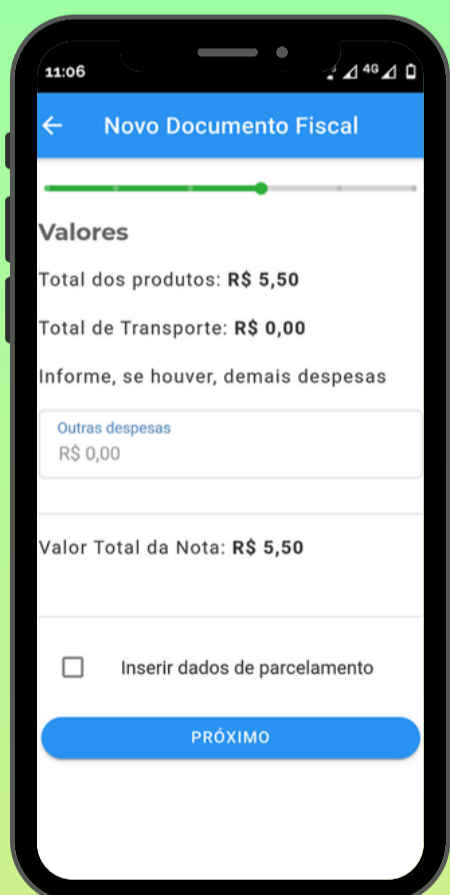 11:06
4G
Novo Documento Fiscal
Valores
Total dos produtos: R$ 5,50
Total de Transporte: R$ 0,00
Informe, se houver, demais despesas
Outras despesas
R$ 0,00
Valor Total da Nota: R$ 5,50
Inserir dados de parcelamento
PRÓXIMO